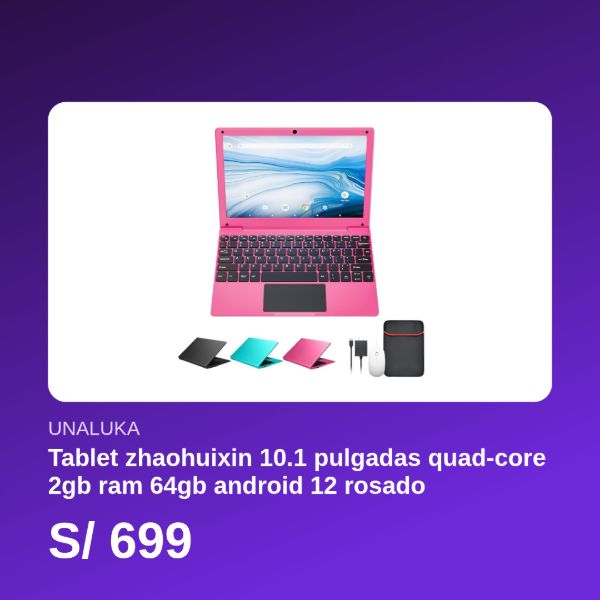 UNALUKA
Tablet zhaohuixin 10.1 pulgadas quad-core
2gb ram 64gb android 12 rosado
S/ 699